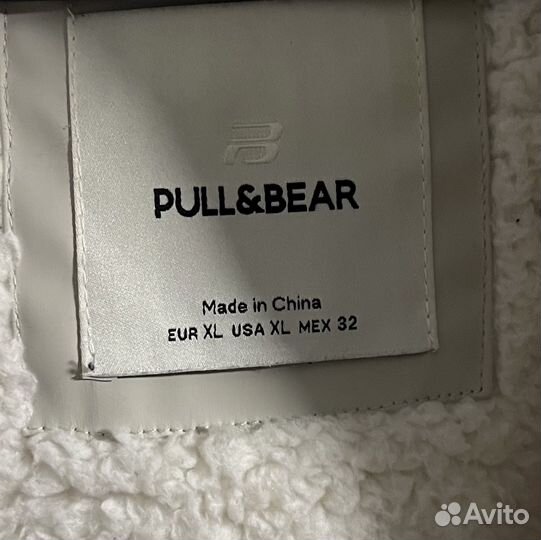 PULL&BEAR
Made in China
EUR XL USA XL MEX 32
Avito